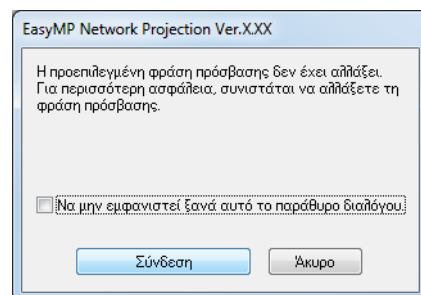 EasyMP Network Projection Ver.X.XX
Η προεπιλεγμένη φράση πρόσβασης δεν έχει αλλάξει.
Για περισσότερη ασφάλεια, συνιστάται να αλλάξετε τη
φράση πρόσβασης.
Να μην εμφανιστεί ξανά αυτό το παράθυρο διαλόγου.
Σύνδεση
Άκυρο